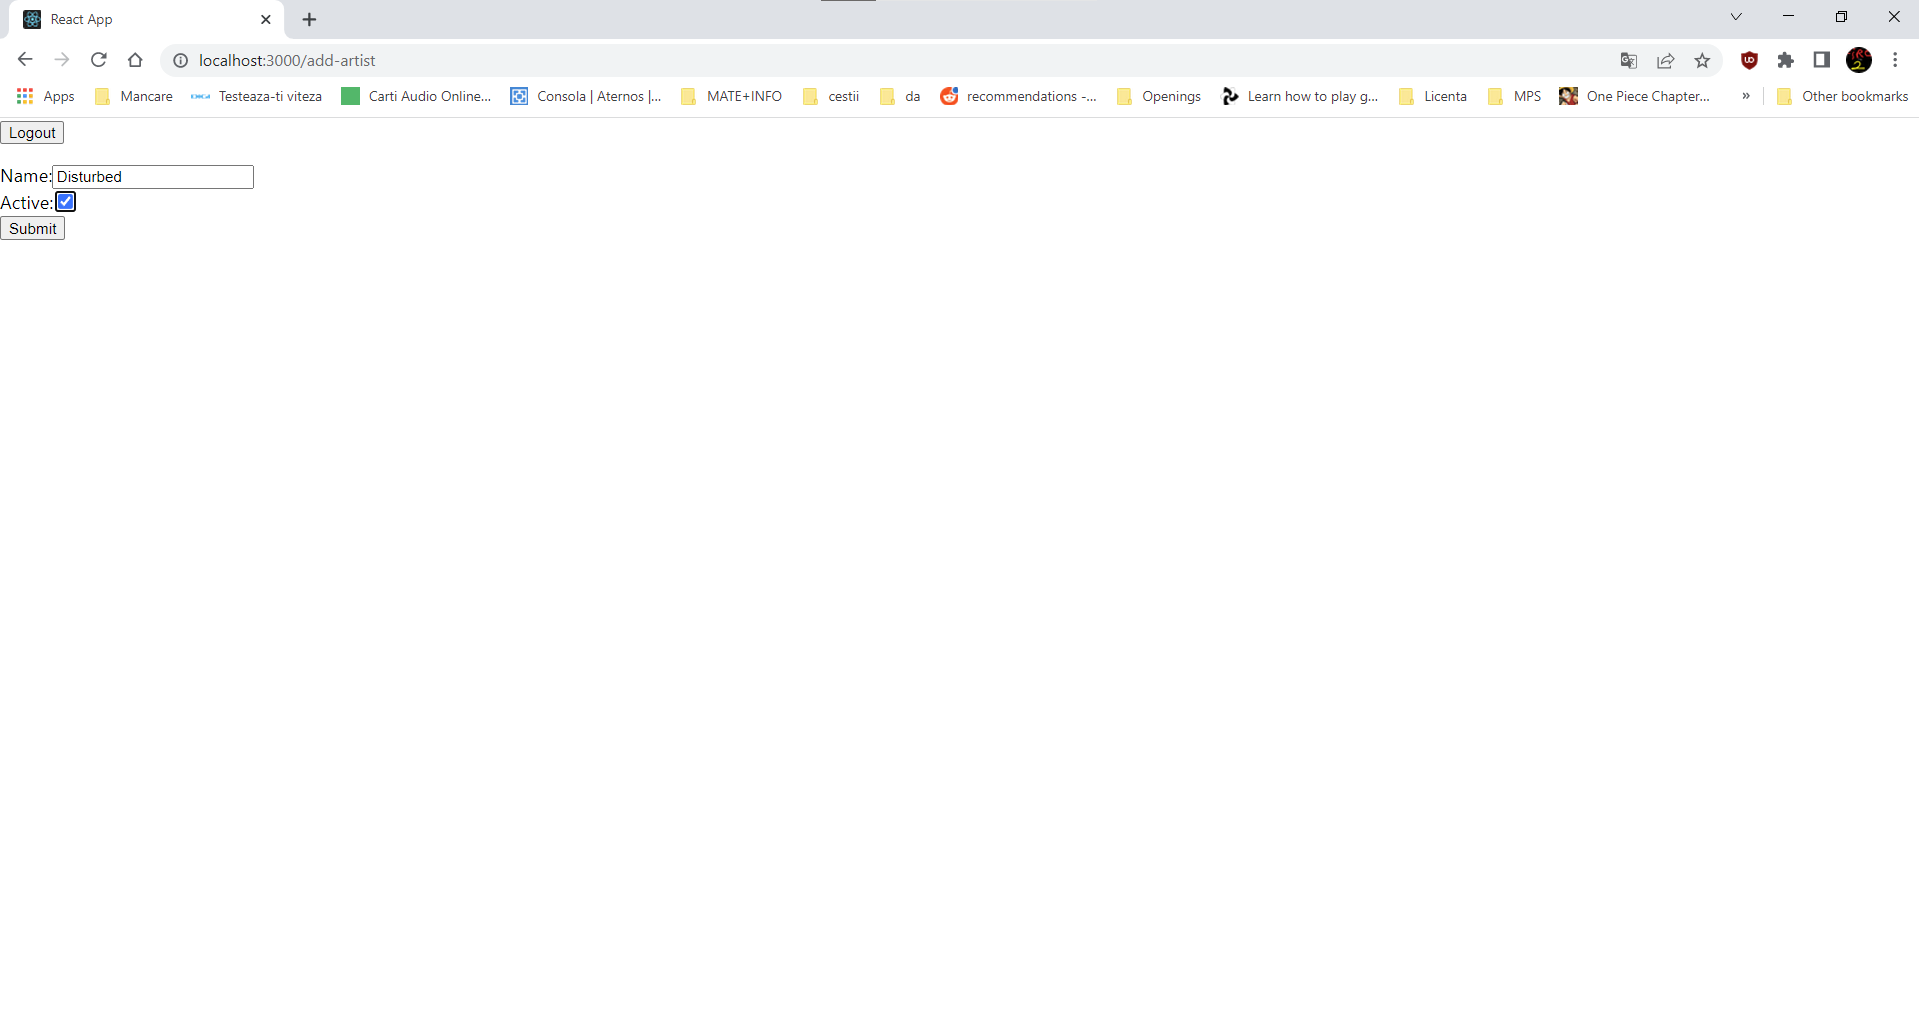 React App
localhost:3000/add-artist
Apps Mancare Testeaza-ti viteza Carti Audio Online... Consola | Aternos |... MATE+INFO cestii da recommendations -... Openings Learn how to play g... Licenta MPS One Piece Chapter... » Other bookmarks
Logout
Name: Disturbed
Active:
Submit